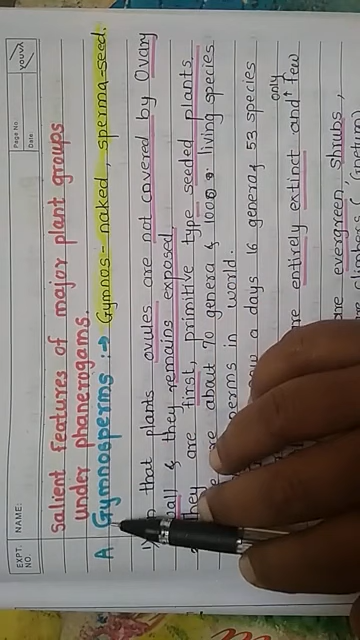 EXPT. NO.
NAME:
Page No.
Date
YOUVA
Salient features of major plant groups
under phanerogams.
A Gymnosperms :→ Gymnos - naked, sperma - seed.
that plants ovules are not covered by Ovary
wall & they remains exposed
They are first, primitive type seeded plants
are about 70 genera & 1000 living species
in world.
a days 16 genera, 53 species
entirely extinct and only few
evergreen, shrubs,